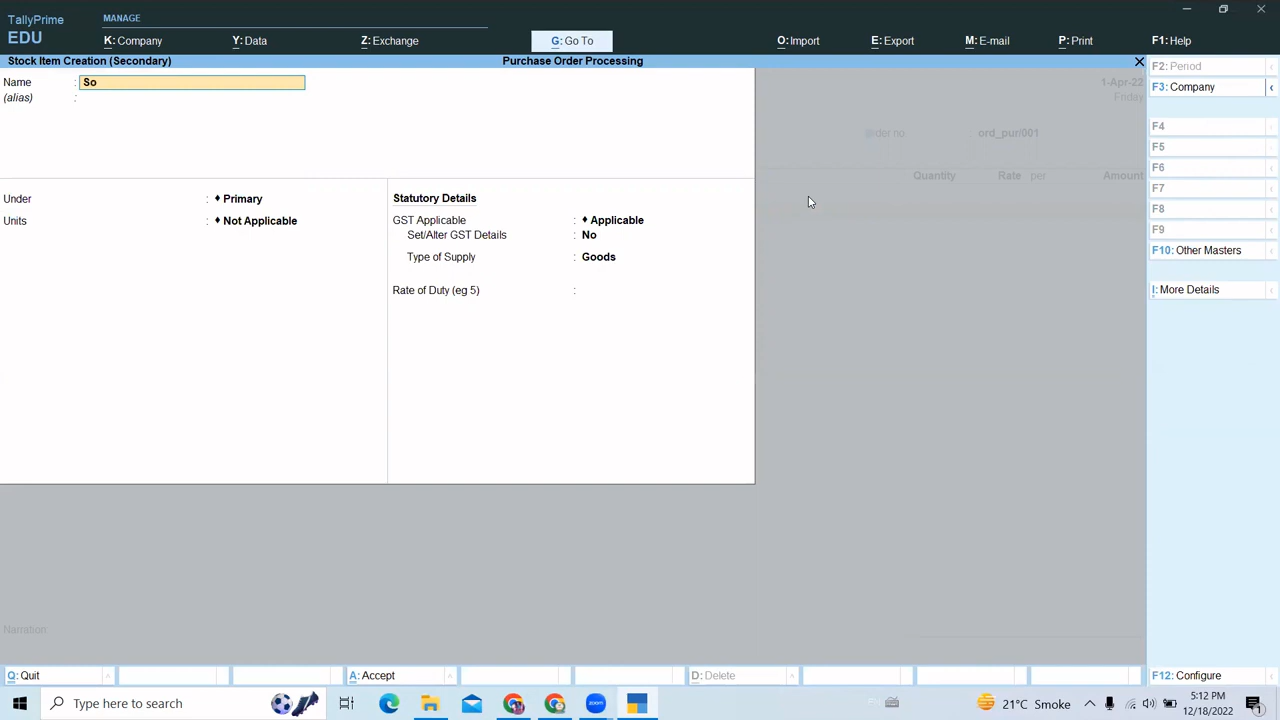 TallyPrime
EDU
MANAGE
K: Company
Y: Data
Z: Exchange
G: Go To
O: Import
E: Export
M: E-mail
P: Print
F1: Help
Stock Item Creation (Secondary)
Purchase Order Processing
Name : So
(alias) :
1-Apr-22
Friday
der no ord_pur/001
Quantity Rate per Amount
Under : ♦ Primary
Units : ♦ Not Applicable
Statutory Details
GST Applicable : ♦ Applicable
Set/Alter GST Details : No
Type of Supply : Goods
Rate of Duty (eg 5) :
Narration
F2: Period
F3: Company
F4
F5
F6
F7
F8
F9
F10: Other Masters
I: More Details
F12: Configure
Q: Quit
A: Accept
D: Delete
Type here to search
zoom
21°C Smoke
5:12 PM
12/18/2022
1